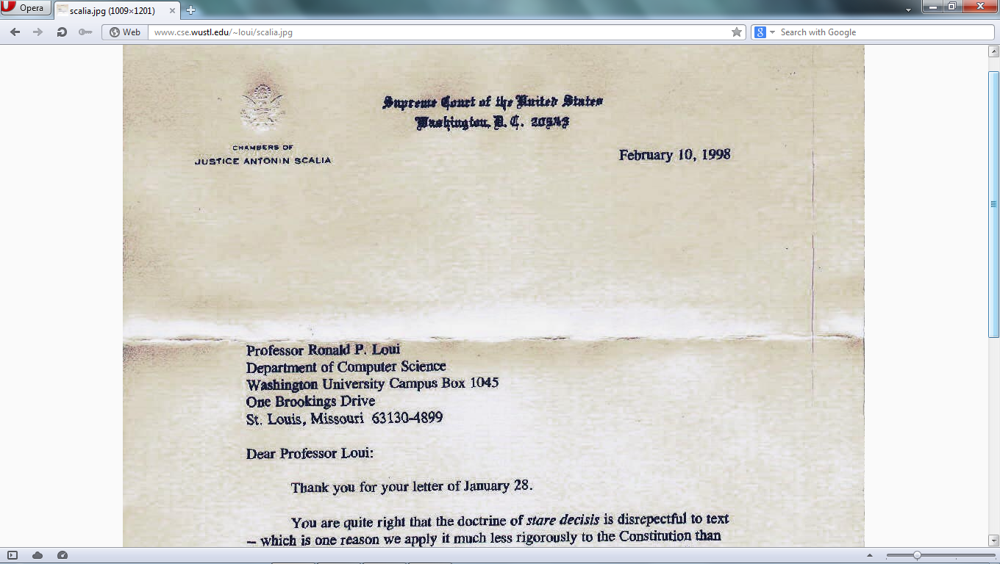 Opera
scalia.jpg (1009×1201)
Web
www.cse.wustl.edu/~loui/scalia.jpg
Search with Google
Supreme Court of the United States
Washington, D. C. 20543
CHAMBERS OF
JUSTICE ANTONIN SCALIA
February 10, 1998
Professor Ronald P. Loui
Department of Computer Science
Washington University Campus Box 1045
One Brookings Drive
St. Louis, Missouri 63130-4899
Dear Professor Loui:
Thank you for your letter of January 28.
You are quite right that the doctrine of stare decisis is disrepectful to text
– which is one reason we apply it much less rigorously to the Constitution than